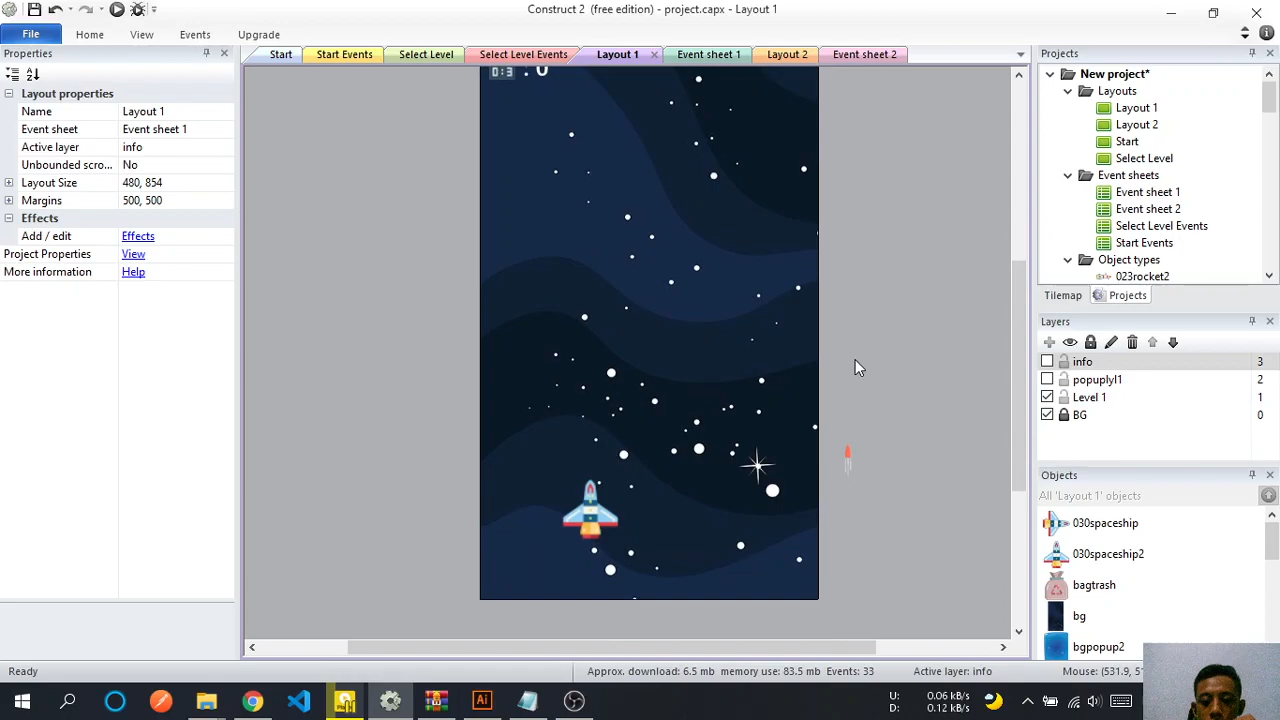 Construct 2 (free edition) - project.capx - Layout 1
File
Home
View
Events
Upgrade
Properties
Start
Start Events
Select Level
Select Level Events
Layout 1
Event sheet 1
Layout 2
Event sheet 2
Projects
Layout properties
Name
Layout 1
Event sheet
Event sheet 1
Active layer
info
Unbounded scro...
No
Layout Size
480, 854
Margins
500, 500
Effects
Add / edit
Effects
Project Properties
View
More information
Help
: 0
New project*
Layouts
Layout 1
Layout 2
Start
Select Level
Event sheets
Event sheet 1
Event sheet 2
Select Level Events
Start Events
Object types
023rocket2
Tilemap
Projects
Layers
info
3
popuplyl1
2
Level 1
1
BG
0
Objects
All 'Layout 1' objects
030spaceship
030spaceship2
bagtrash
bg
bgpopup2
Ready
Approx. download: 6.5 mb
memory use: 83.5 mb
Events: 33
Active layer: info
Mouse: (531.9, 5
U:
0.06 kB/s
D:
0.12 kB/s
Ai